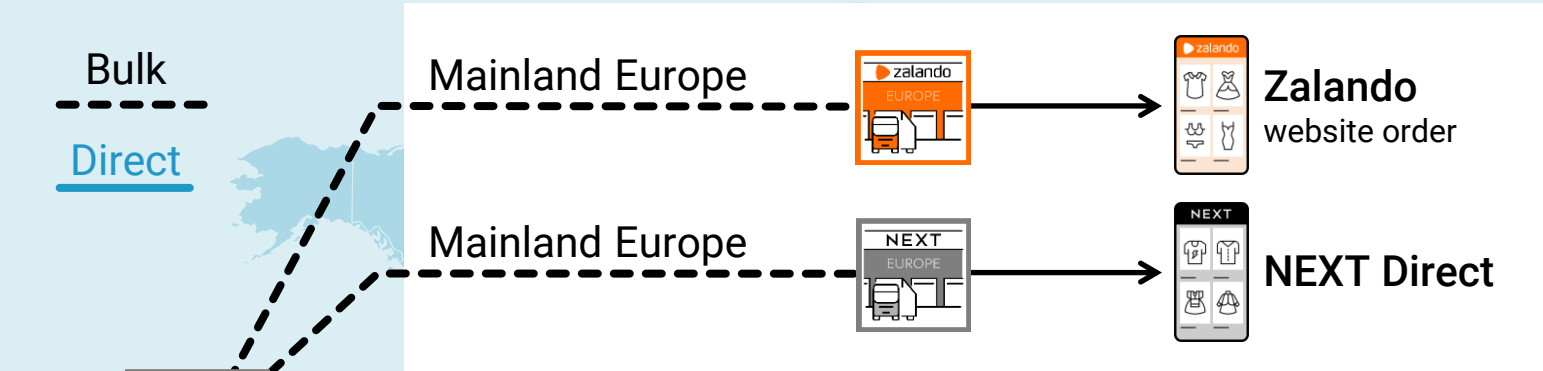 Bulk
Direct
Mainland Europe
zalando
EUROPE
zalando
Zalando
website order
Mainland Europe
NEXT
EUROPE
NEXT
NEXT Direct